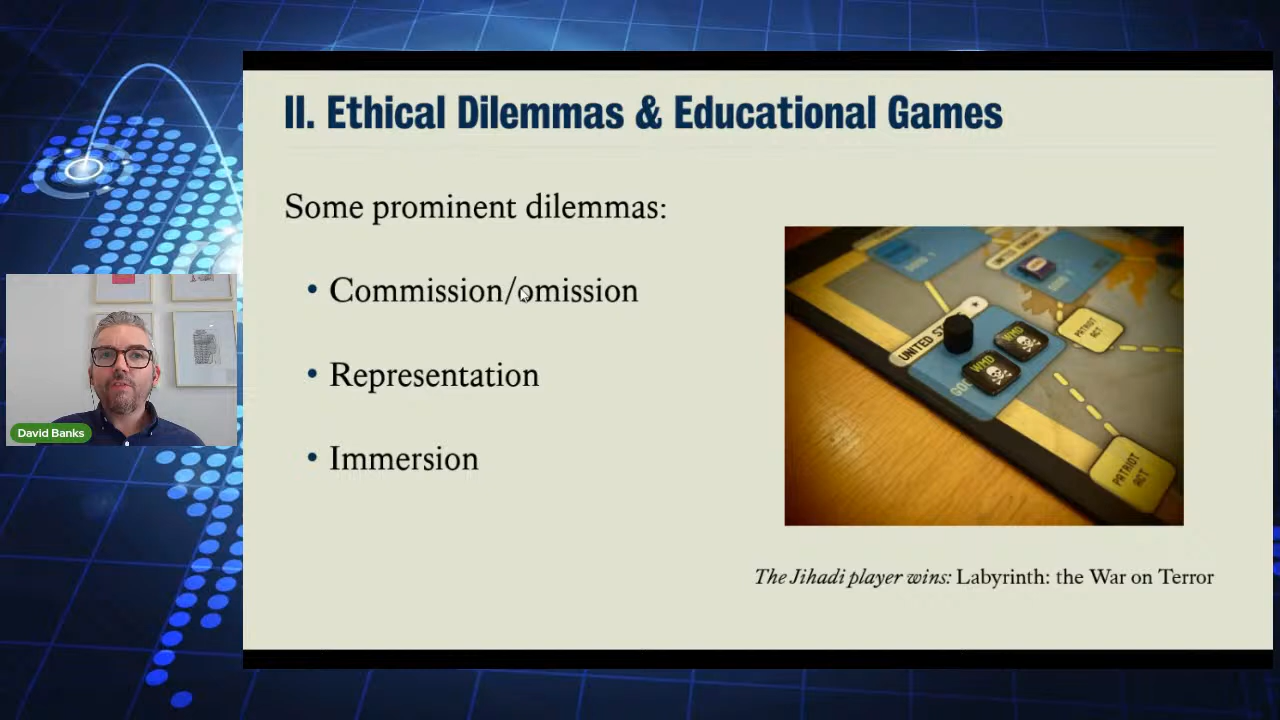 II. Ethical Dilemmas & Educational Games
Some prominent dilemmas:
• Commission/omission
• Representation
• Immersion
UNITED
WMD
WMD
PATRIOT
ACT
PATRIOT
ACT
The Jihadi player wins: Labyrinth: the War on Terror
David Banks